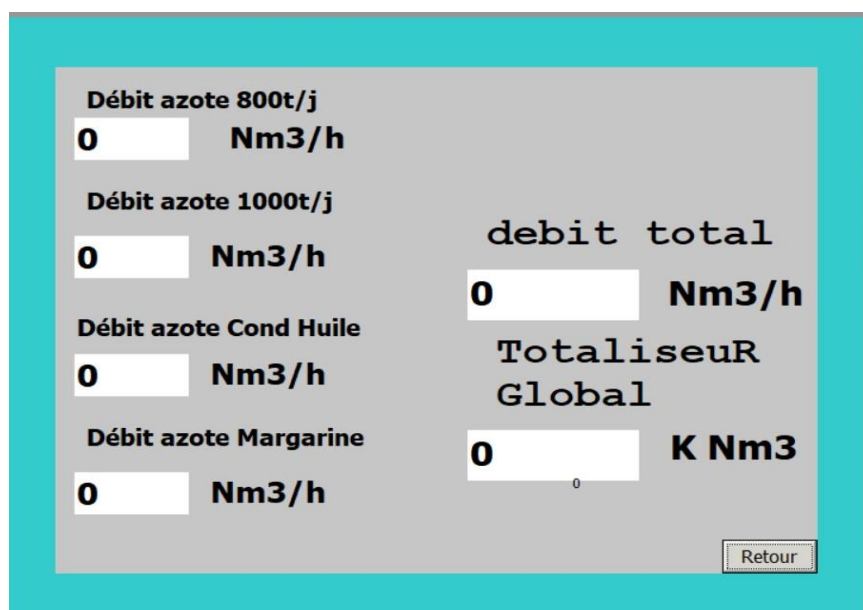 Débit azote 800t/j
0 Nm3/h
Débit azote 1000t/j
0 Nm3/h
Débit azote Cond Huile
0 Nm3/h
Débit azote Margarine
0 Nm3/h
debit total
0 Nm3/h
TotaliseuR
Global
0 K Nm3
0
Retour